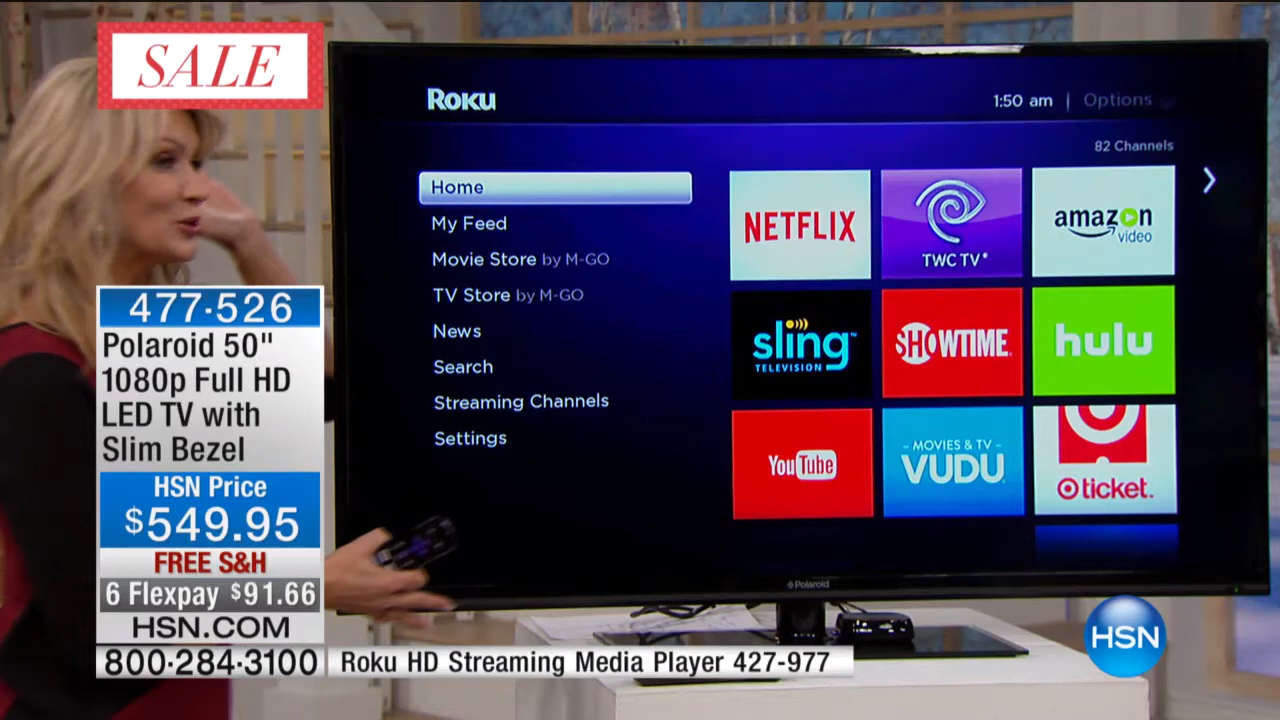 SALE
477·526
Polaroid 50"
1080p Full HD
LED TV with
Slim Bezel
HSN Price
$549.95
FREE S&H
6 Flexpay $91.66
HSN.COM
800·284·3100
Roku HD Streaming Media Player 427-977
HSN
Roku
1:50 am | Options
82 Channels
Home
My Feed
Movie Store by M-GO
TV Store by M-GO
News
Search
Streaming Channels
Settings
NETFLIX
TWC TV®
amazon
video
sling™
TELEVISION
SHOWTIME®
hulu
YouTube
MOVIES & TV
VUDU
ticket.
Polaroid